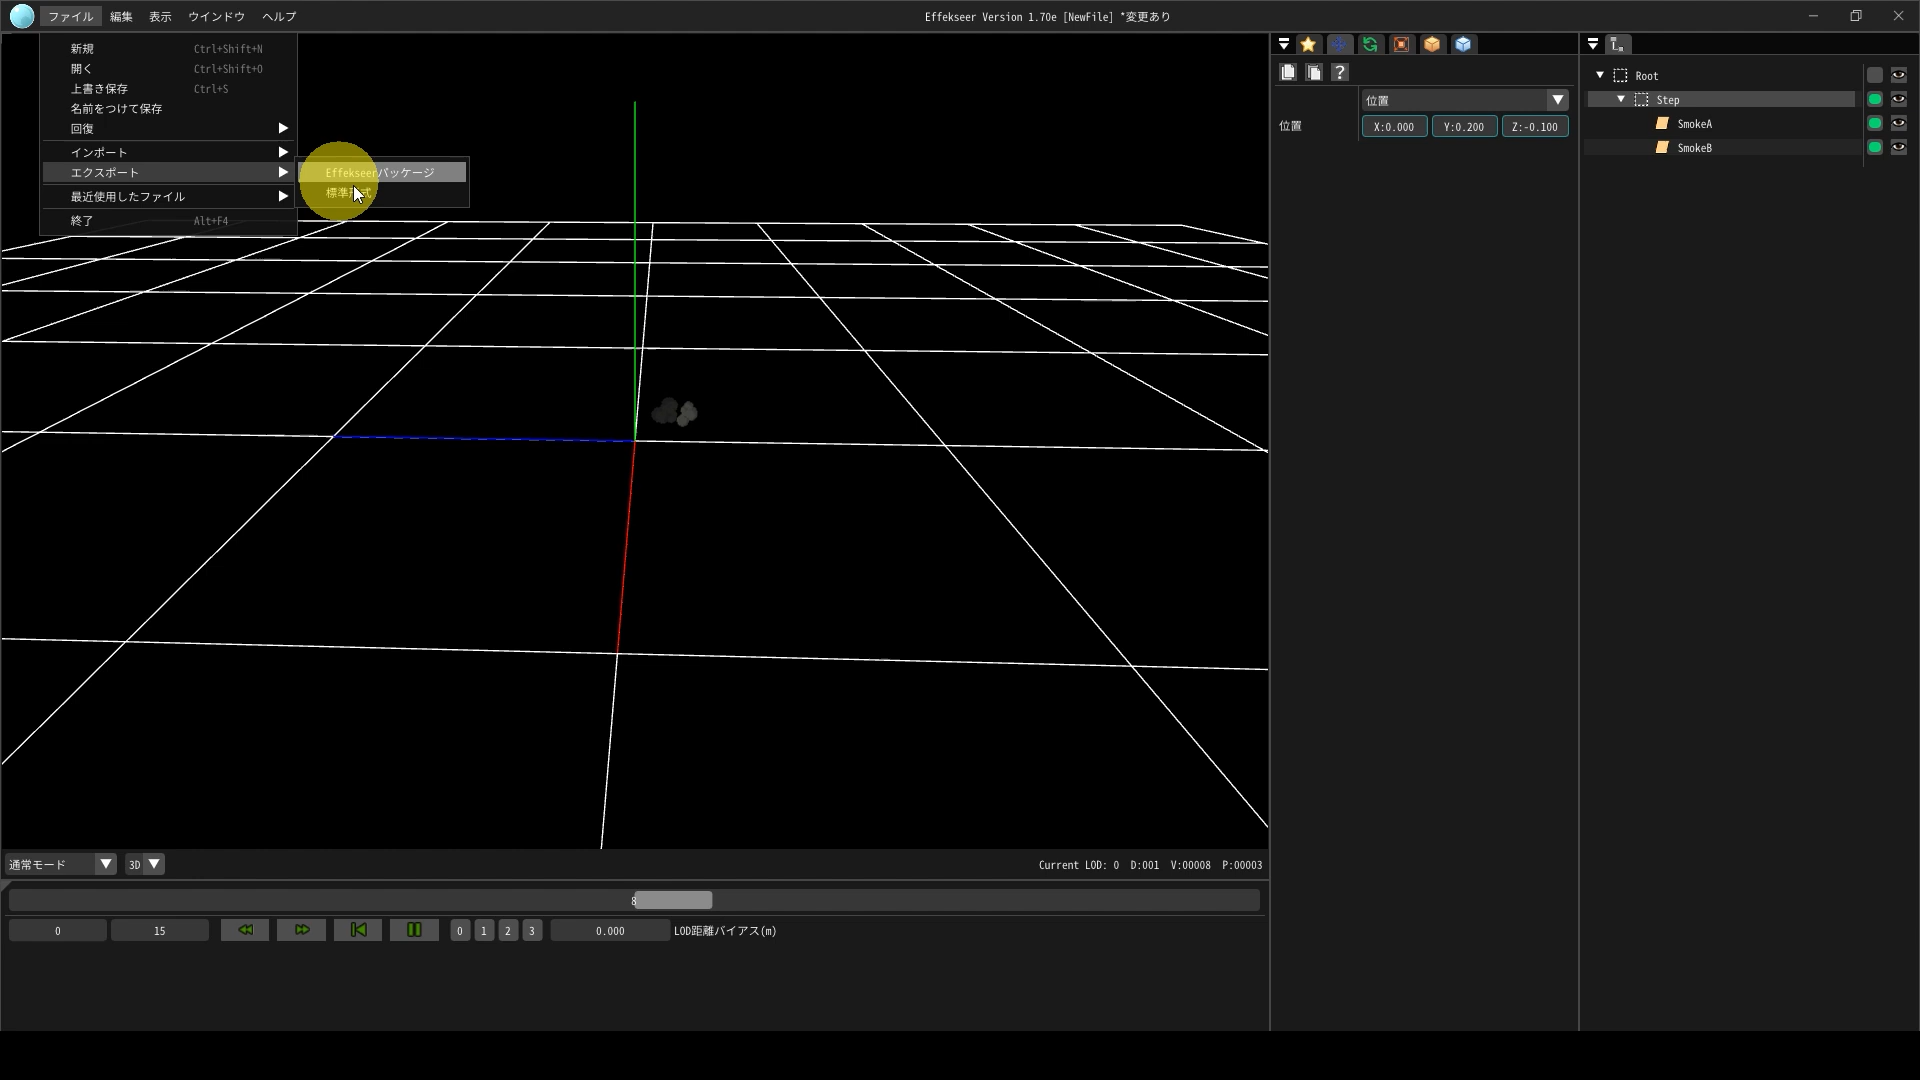 ファイル 編集 表示 ウインドウ ヘルプ
Effekseer Version 1.70e [NewFile] *変更あり
新規 Ctrl+Shift+N
開く Ctrl+Shift+O
上書き保存 Ctrl+S
名前をつけて保存
回復
インポート
エクスポート
最近使用したファイル
終了 Alt+F4
Effekseerパッケージ
標準形式
通常モード 3D
Current LOD: 0 D:001 V:00008 P:00003
8
0 15 0 1 2 3 0.000 LOD距離バイアス(m)
?
位置
位置 X:0.000 Y:0.200 Z:-0.100
Root
Step
SmokeA
SmokeB